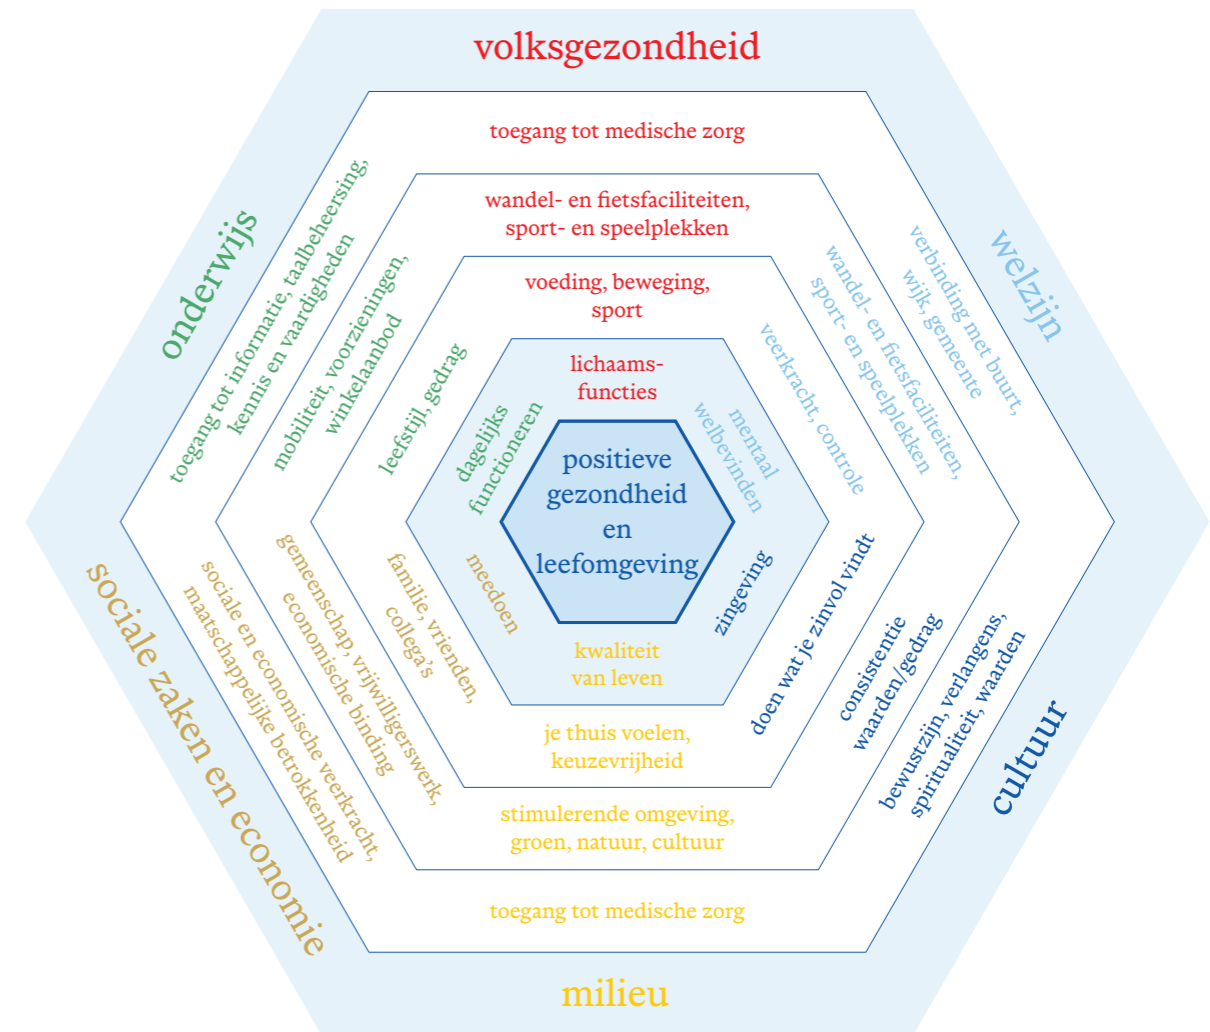 volksgezondheid
toegang tot medische zorg
wandel- en fietsfaciliteiten,
sport- en speelplekken
voeding, beweging,
sport
lichaams-
functies
welzijn
verbinding met buurt,
wijk, gemeente
wandel- en fietsfaciliteiten,
sport- en speelplekken
veerkracht, controle
mentaal
welbevinden
cultuur
bewustzijn, verlangens,
spiritualiteit, waarden
consistentie
waarden/gedrag
doen wat je zinvol vindt
zingeving
milieu
toegang tot medische zorg
stimulerende omgeving,
groen, natuur, cultuur
je thuis voelen,
keuzevrijheid
kwaliteit
van leven
sociale zaken en economie
sociale en economische veerkracht,
maatschappelijke betrokkenheid
gemeenschap, vrijwilligerswerk,
economische binding
familie, vrienden,
collega's
meedoen
onderwijs
toegang tot informatie, taalbeheersing,
kennis en vaardigheden
mobiliteit, voorzieningen,
winkelaanbod
leefstijl, gedrag
dagelijks
functioneren
positieve
gezondheid
en
leefomgeving